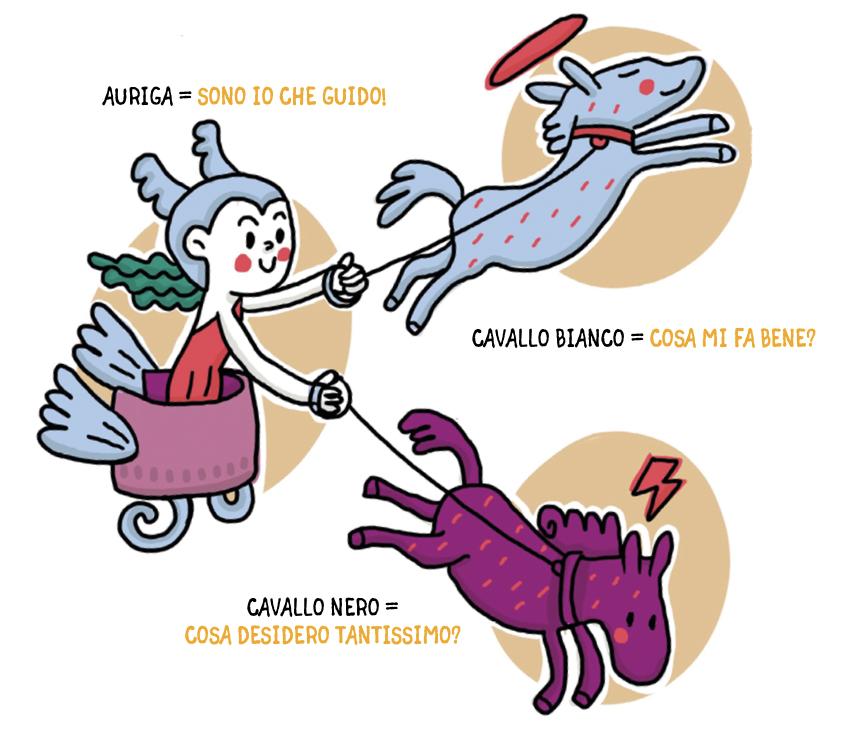 AURIGA = SONO IO CHE GUIDO!
CAVALLO BIANCO = COSA MI FA BENE?
CAVALLO NERO =
COSA DESIDERO TANTISSIMO?